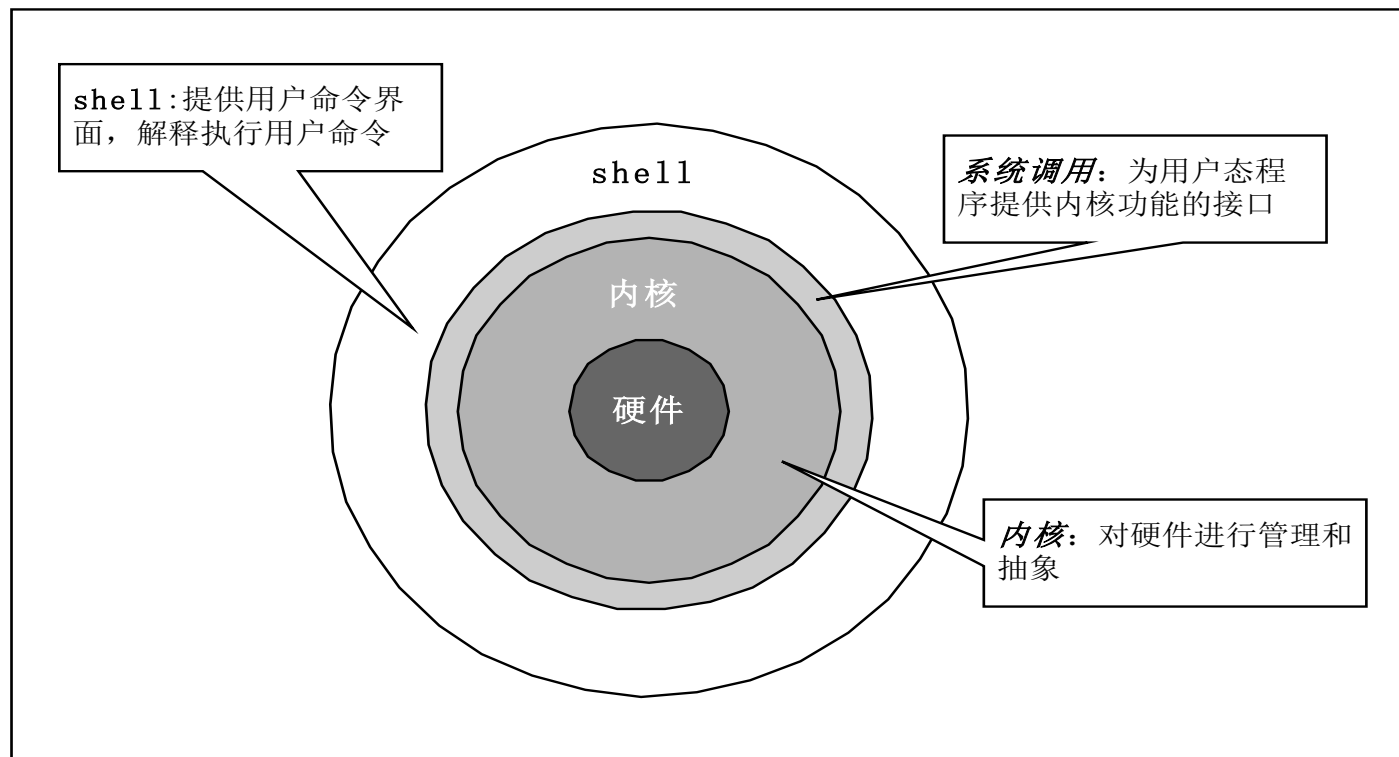 shell:提供用户命令界
面，解释执行用户命令
shell
系统调用：为用户态程
序提供内核功能的接口
内核
硬件
内核：对硬件进行管理和
抽象